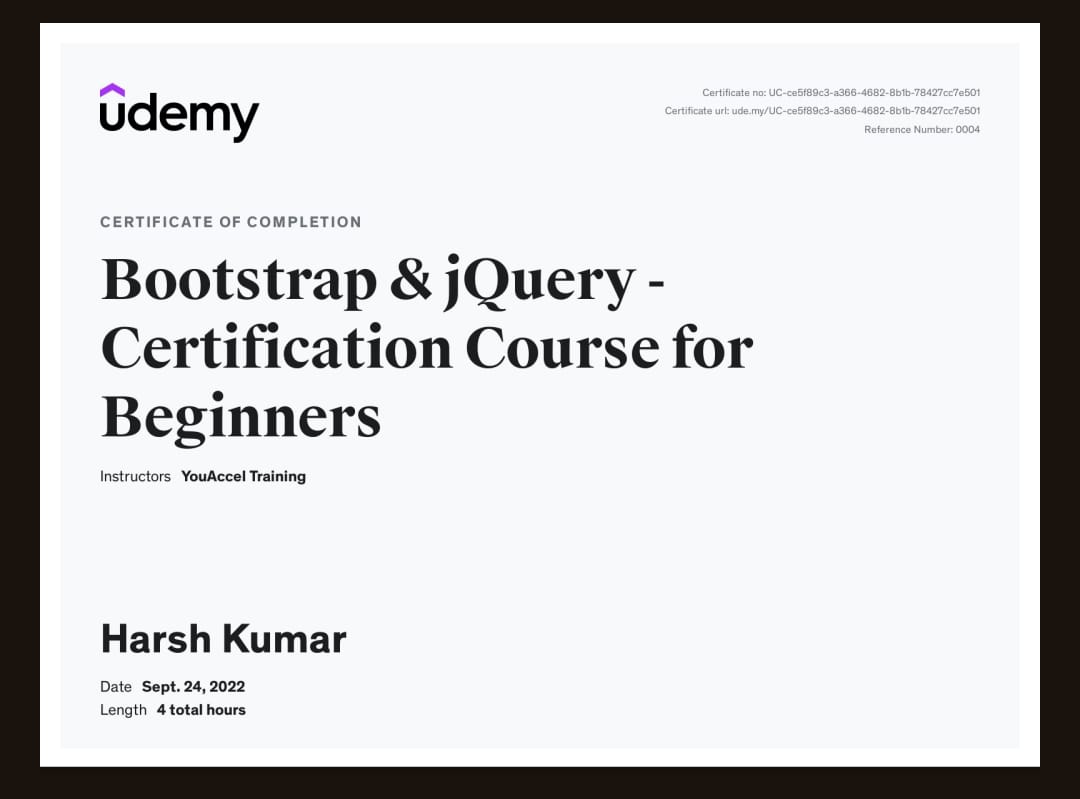 udemy
Certificate no: UC-ce5f89c3-a366-4682-8b1b-78427cc7e501
Certificate url: ude.my/UC-ce5f89c3-a366-4682-8b1b-78427cc7e501
Reference Number: 0004
CERTIFICATE OF COMPLETION
Bootstrap & jQuery -
Certification Course for
Beginners
Instructors YouAccel Training
Harsh Kumar
Date Sept. 24, 2022
Length 4 total hours